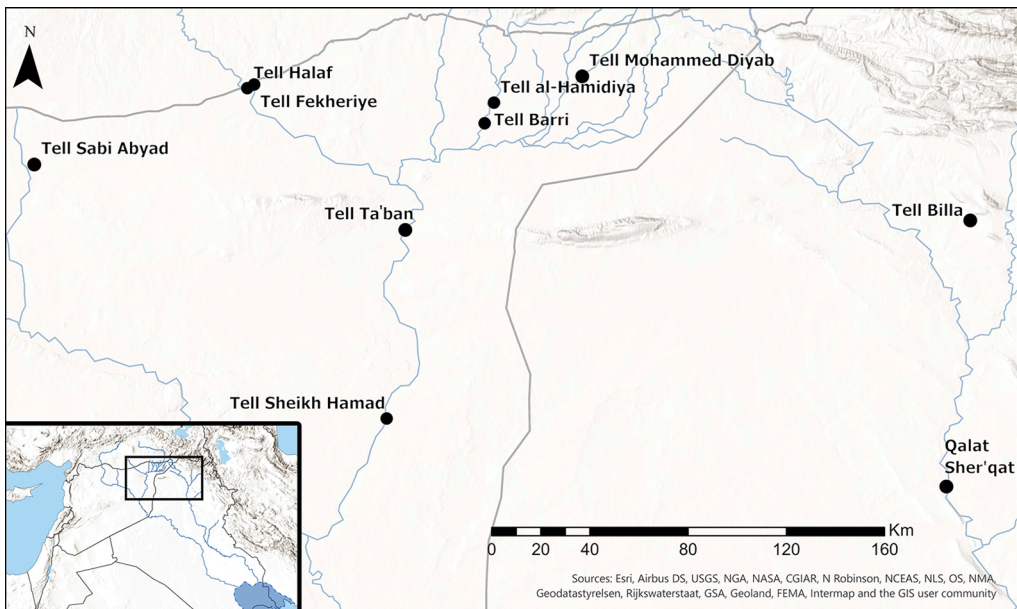 N
Tell Mohammed Diyab
Tell Halaf
Tell al-Hamidiya
Tell Fekheriye
Tell Barri
Tell Sabi Abyad
Tell Ta'ban
Tell Billa
Tell Sheikh Hamad
Qalat
Sher'qat
Km
0 20 40 80 120 160
Sources: Esri, Airbus DS, USGS, NGA, NASA, CGIAR, N Robinson, NCEAS, NLS, OS, NMA,
Geodatastyrelsen, Rijkswaterstaat, GSA, Geoland, FEMA, Intermap and the GIS user community